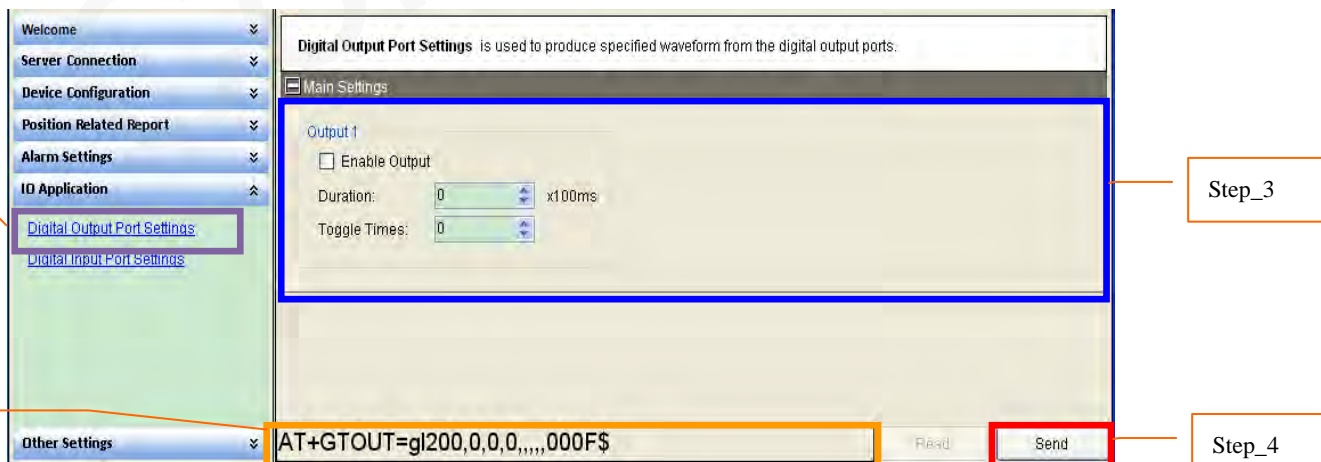 Welcome
Server Connection
Device Configuration
Position Related Report
Alarm Settings
IO Application
Digital Output Port Settings
Digital Input Port Settings
Other Settings
Digital Output Port Settings is used to produce specified waveform from the digital output ports.
Main Settings
Output 1
Enable Output
Duration: 0 x100ms
Toggle Times: 0
AT+GTOUT=gl200,0,0,0,,,,,000F$
Read
Send
Step_3
Step_4